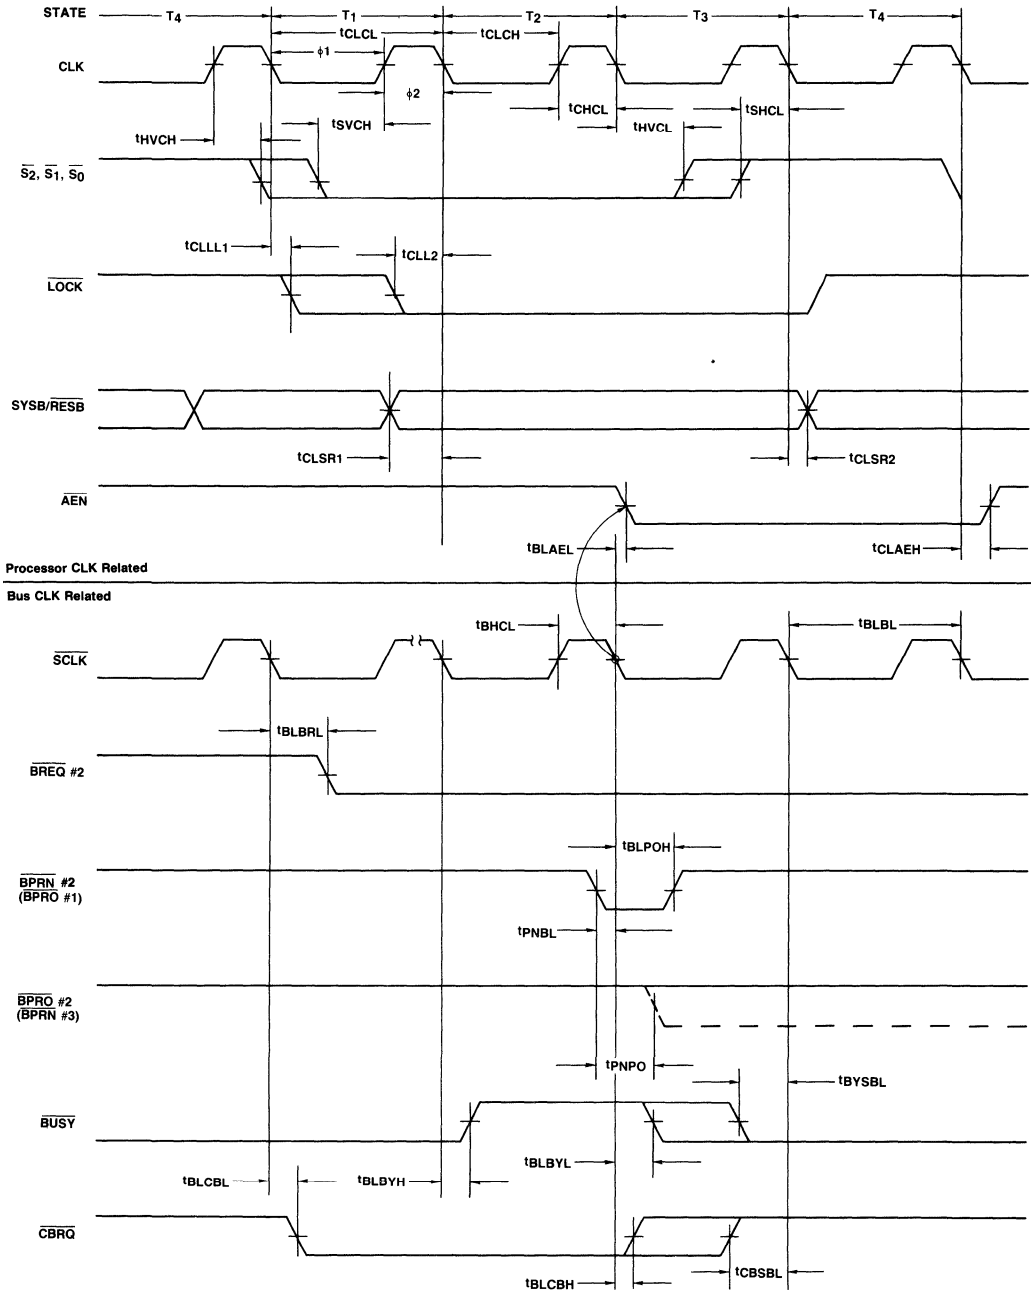 STATE T4 T1 T2 T3 T4
tCLCL tCLCH
ϕ1
CLK
ϕ2
tCHCL tSHCL
tSVCH tHVCL
tHVCH
S2, S1, S0
tCLLL1 tCLL2
LOCK
SYSB/RESB
tCLSR1 tCLSR2
AEN
tBLAEL tCLAEH
Processor CLK Related
Bus CLK Related
tBHCL tBLBL
SCLK
tBLBRL
BREQ #2
tBLPOH
BPRN #2
(BPRO #1)
tPNBL
BPRO #2
(BPRN #3)
tPNPO
tBYSBL
BUSY
tBLBYL
tBLCBL tBLBYH
CBRQ
tCBSBL
tBLCBH